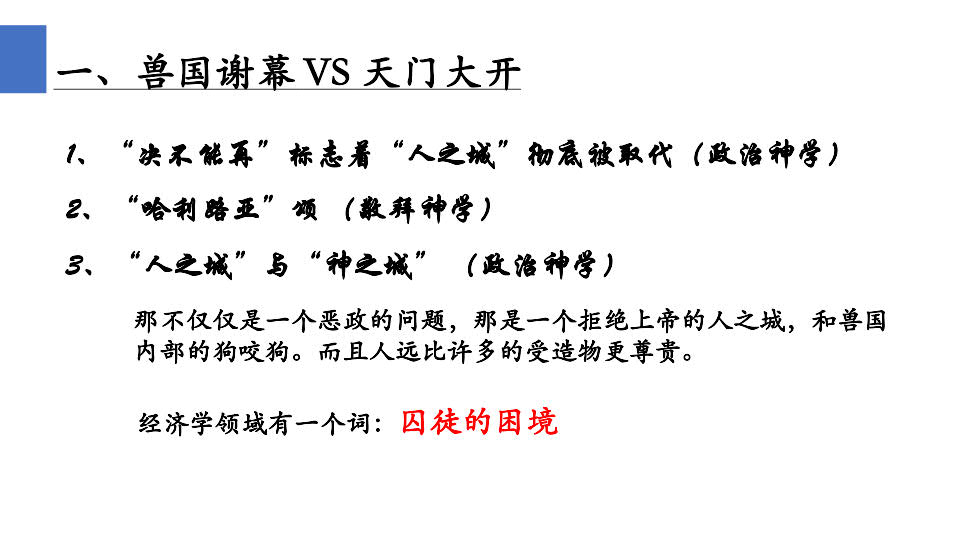 一、兽国谢幕 VS 天门大开
1、“决不能再”标志着“人之城”彻底被取代（政治神学）
2、“哈利路亚”颂（敬拜神学）
3、“人之城”与“神之城”（政治神学）
那不仅仅是一个恶政的问题，那是一个拒绝上帝的人之城，和兽国
内部的狗咬狗。而且人远比许多的受造物更尊贵。
经济学领域有一个词：囚徒的困境